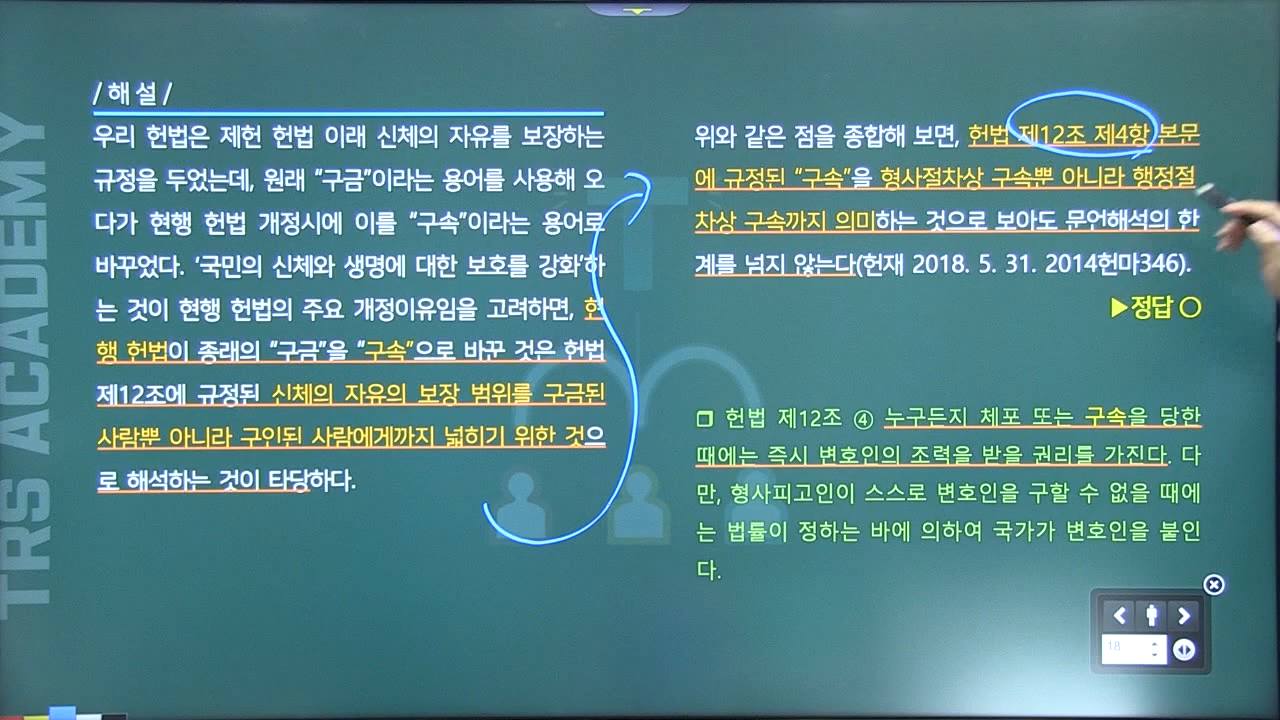 / 해 설 /
우리 헌법은 제헌 헌법 이래 신체의 자유를 보장하는
규정을 두었는데, 원래 “구금”이라는 용어를 사용해 오
다가 현행 헌법 개정시에 이를 “구속”이라는 용어로
바꾸었다. ‘국민의 신체와 생명에 대한 보호를 강화’하
는 것이 현행 헌법의 주요 개정이유임을 고려하면, 현
행 헌법이 종래의 “구금”을 “구속”으로 바꾼 것은 헌법
제12조에 규정된 신체의 자유의 보장 범위를 구금된
사람뿐 아니라 구인된 사람에게까지 넓히기 위한 것으
로 해석하는 것이 타당하다.
위와 같은 점을 종합해 보면, 헌법 제12조 제4항 본문
에 규정된 “구속”을 형사절차상 구속뿐 아니라 행정절
차상 구속까지 의미하는 것으로 보아도 문언해석의 한
계를 넘지 않는다(헌재 2018. 5. 31. 2014헌마346).
▶정답 ○
❒ 헌법 제12조 ④ 누구든지 체포 또는 구속을 당한
때에는 즉시 변호인의 조력을 받을 권리를 가진다. 다
만, 형사피고인이 스스로 변호인을 구할 수 없을 때에
는 법률이 정하는 바에 의하여 국가가 변호인을 붙인
다.
18
TRS ACADEMY